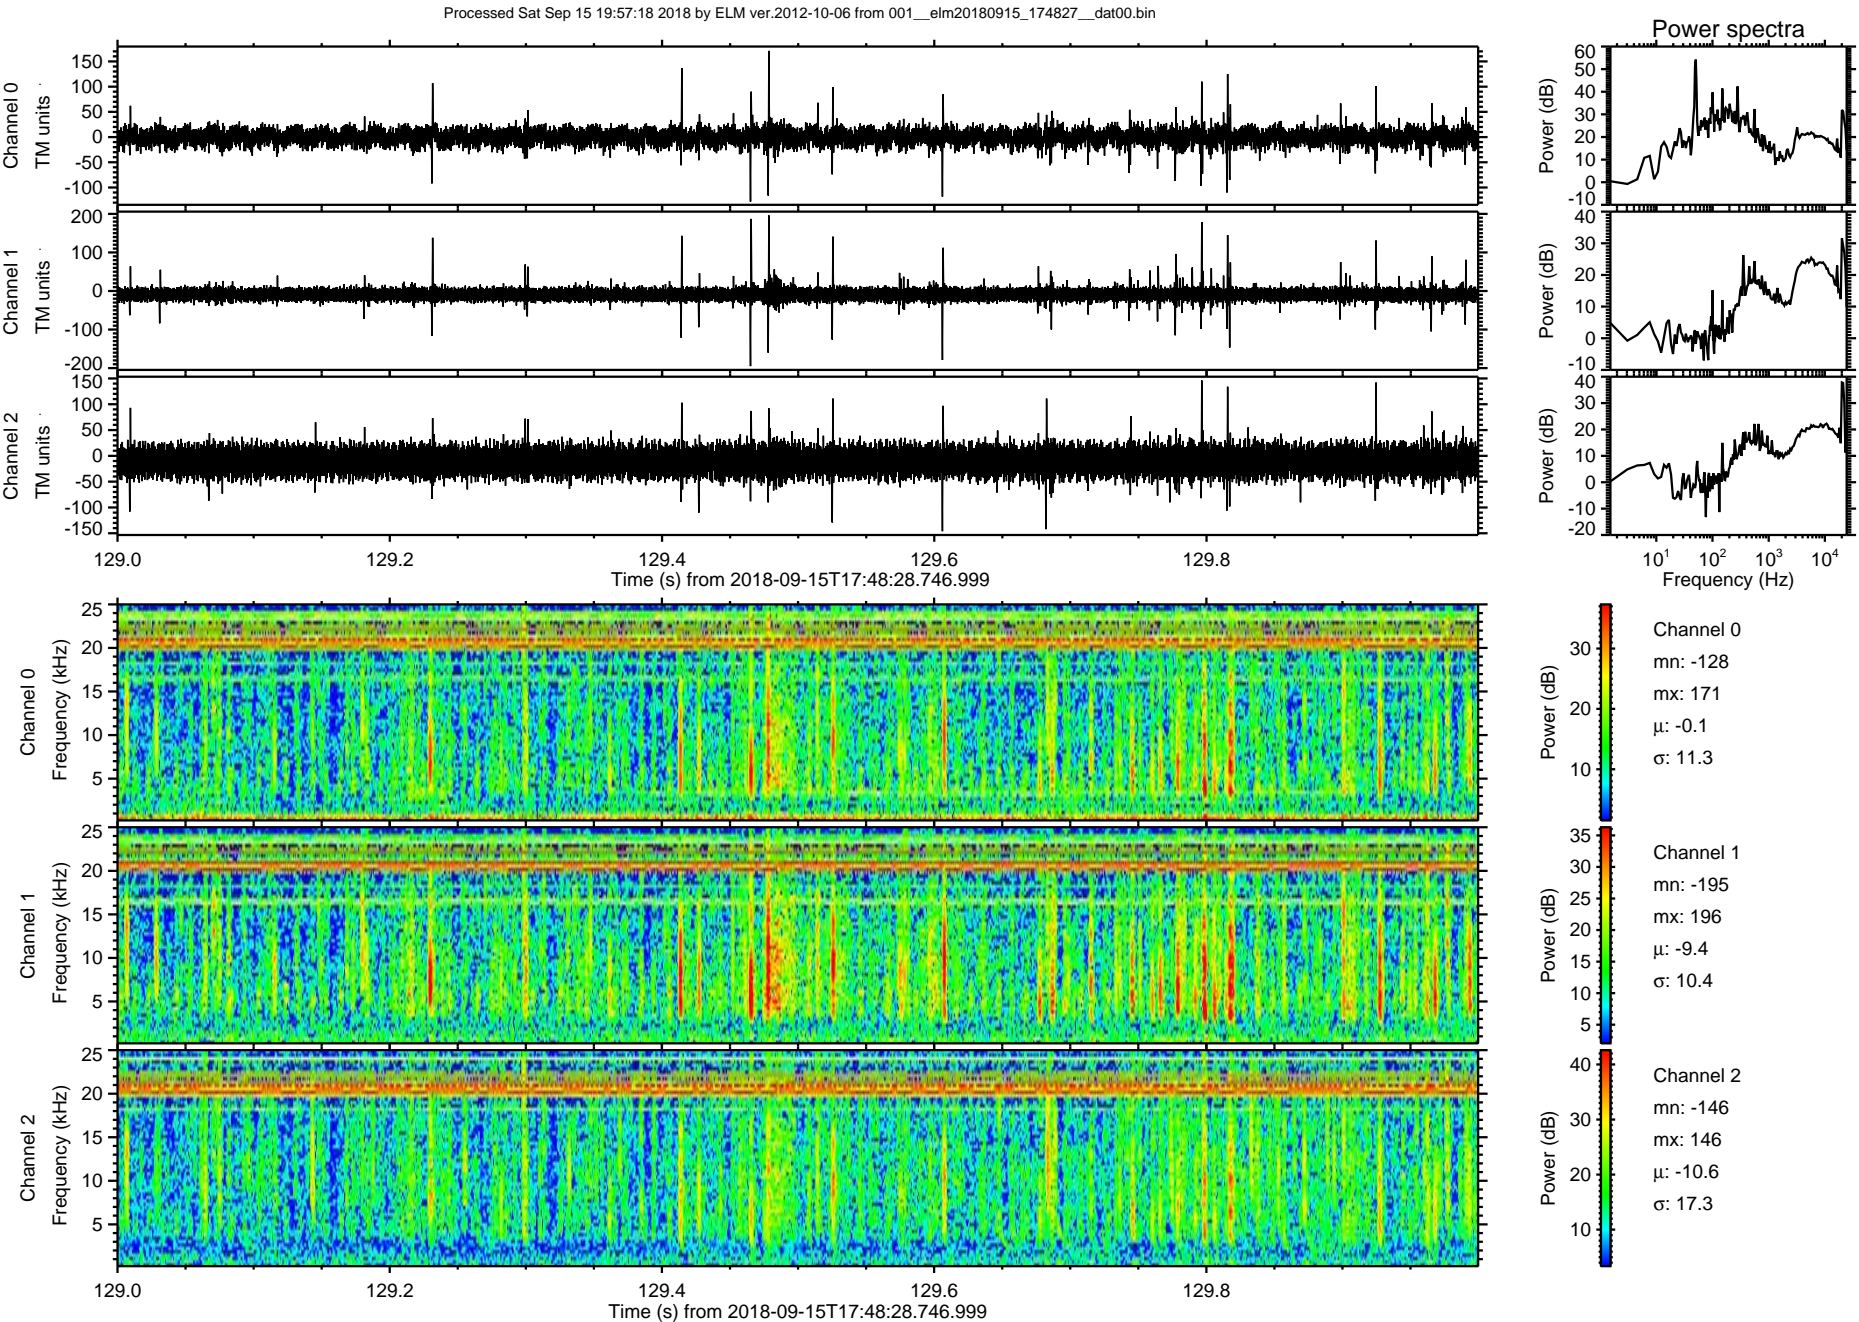 Processed Sat Sep 15 19:57:18 2018 by ELM ver.2012-10-06 from 001__elm20180915_174827__dat00.bin
Power spectra
Channel 0
TM units
150
100
50
0
-50
-100
Power (dB)
60
50
40
30
20
10
0
-10
Channel 1
TM units
200
100
0
-100
-200
Power (dB)
40
30
20
10
0
-10
Channel 2
TM units
150
100
50
0
-50
-100
-150
Power (dB)
40
30
20
10
0
-10
-20
129.0 129.2 129.4 129.6 129.8
Time (s) from 2018-09-15T17:48:28.746.999
10¹ 10² 10³ 10⁴
Frequency (Hz)
Channel 0
Frequency (kHz)
25
20
15
10
5
Power (dB)
30
20
10
Channel 0
mn: -128
mx: 171
μ: -0.1
σ: 11.3
Channel 1
Frequency (kHz)
25
20
15
10
5
Power (dB)
35
30
25
20
15
10
5
Channel 1
mn: -195
mx: 196
μ: -9.4
σ: 10.4
Channel 2
Frequency (kHz)
25
20
15
10
5
Power (dB)
40
30
20
10
Channel 2
mn: -146
mx: 146
μ: -10.6
σ: 17.3
129.0 129.2 129.4 129.6 129.8
Time (s) from 2018-09-15T17:48:28.746.999